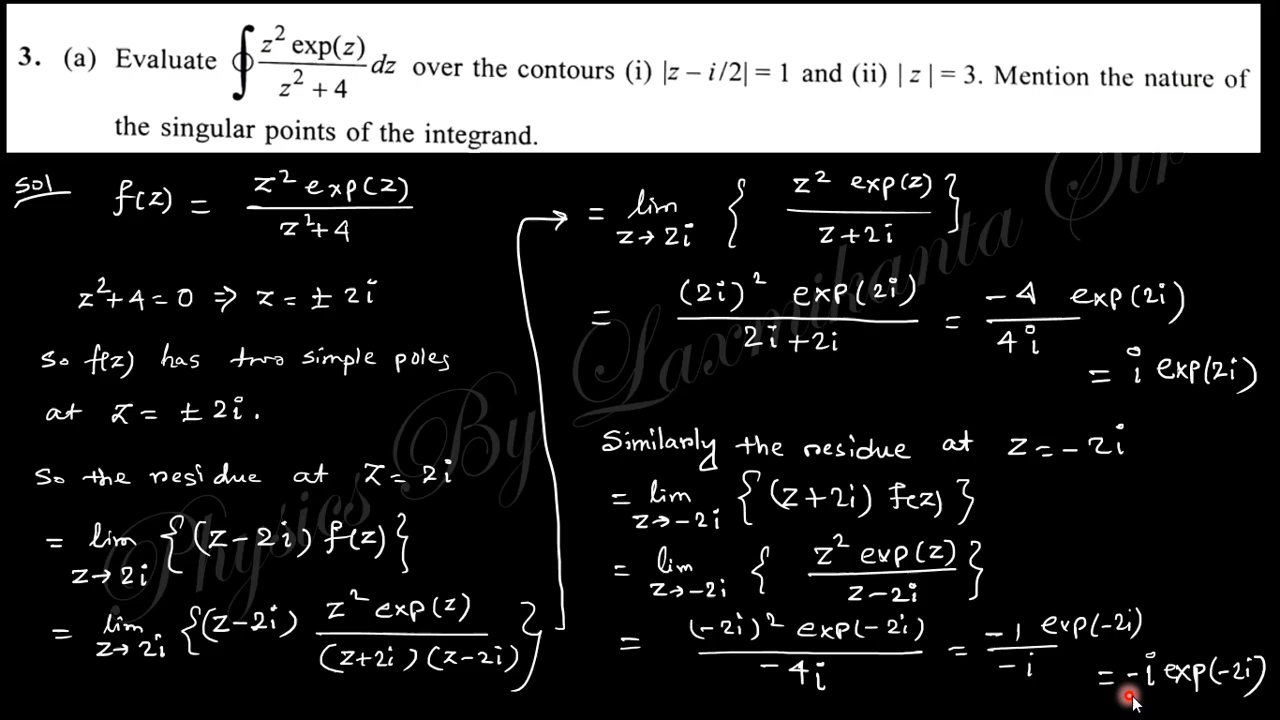 3. (a) Evaluate ∮ z² exp(z) / z² + 4 dz over the contours (i) |z − i/2| = 1 and (ii) | z | = 3. Mention the nature of
the singular points of the integrand.
Sol f(z) = z² exp(z) / z²+4
z²+4 = 0 ⇒ z = ± 2i
So f(z) has two simple poles
at z = ± 2i.
So the residue at z = 2i
= lim z→2i {(z−2i) f(z)}
= lim z→2i {(z−2i) z² exp(z) / (z+2i)(z−2i)}
= lim z→2i { z² exp(z) / z+2i }
= (2i)² exp(2i) / 2i+2i = −4 / 4i exp(2i)
= i exp(2i)
Similarly the residue at z = −2i
= lim z→−2i {(z+2i) f(z)}
= lim z→−2i { z² exp(z) / z−2i }
= (−2i)² exp(−2i) / −4i = −1 / −i exp(−2i)
= −i exp(−2i)
Physics By Laxmikanta